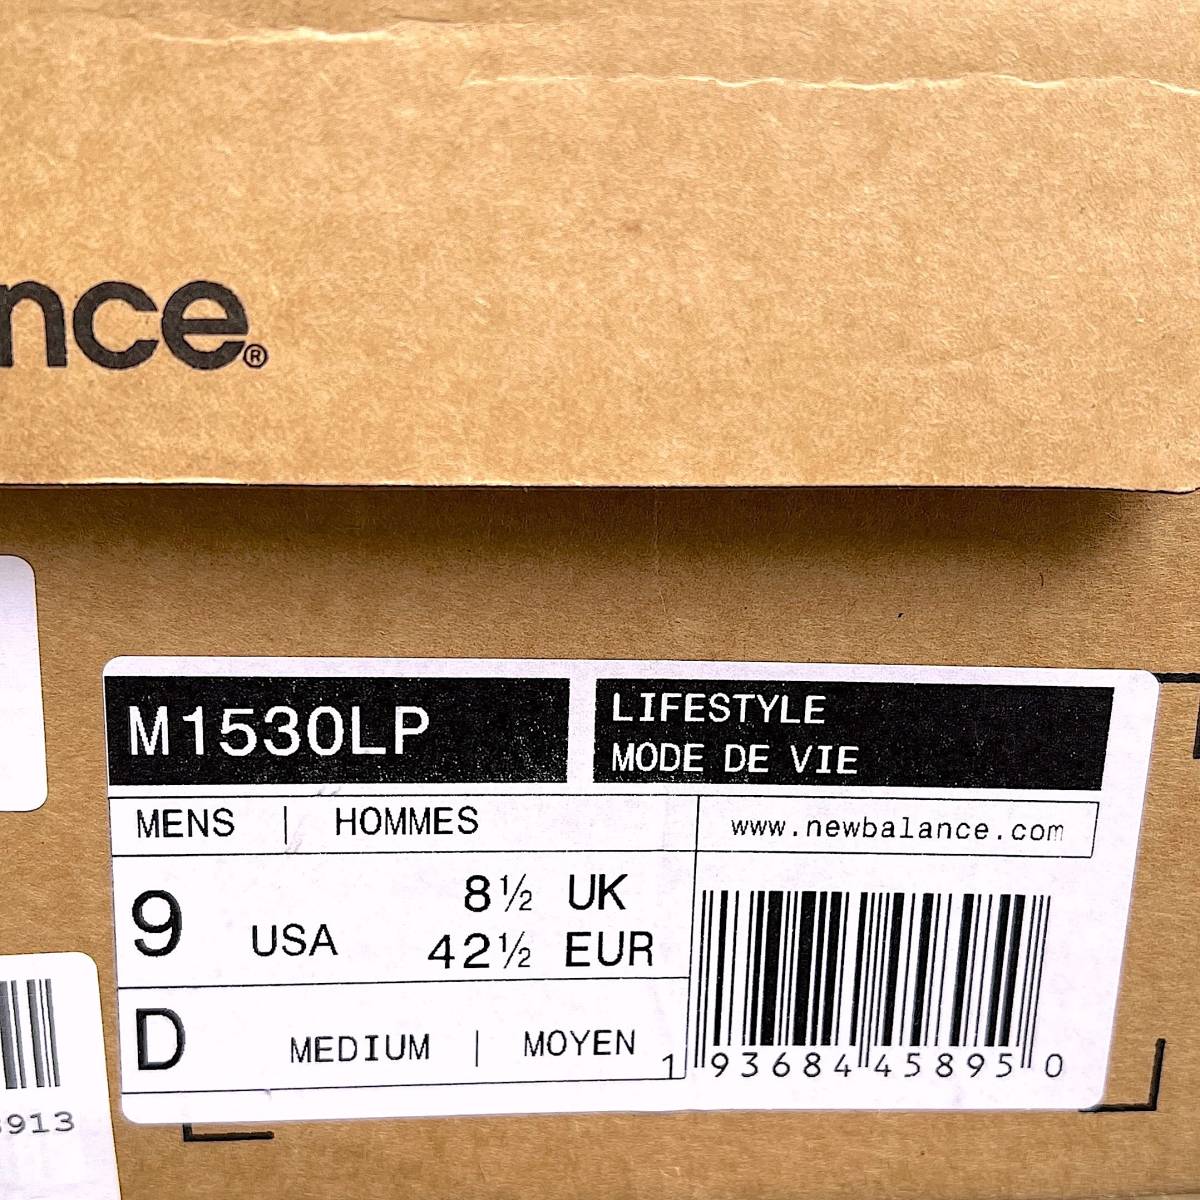 nce®
M1530LP
LIFESTYLE
MODE DE VIE
MENS | HOMMES
www.newbalance.com
9 USA
8½ UK
42½ EUR
D MEDIUM | MOYEN
1 93684 45895 0
913